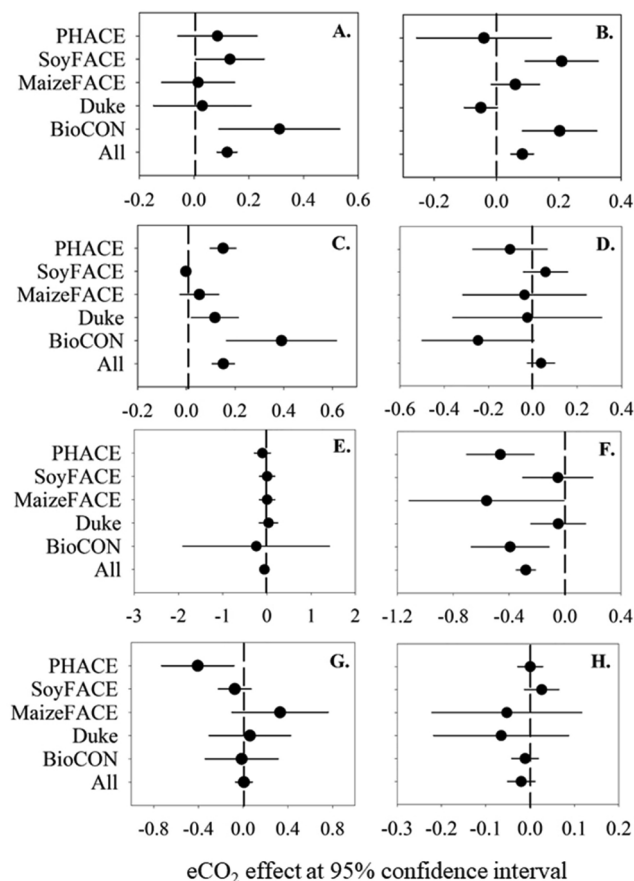 A.
B.
PHACE
SoyFACE
MaizeFACE
Duke
BioCON
All
-0.2 0.0 0.2 0.4 0.6
-0.2 0.0 0.2 0.4
C.
D.
PHACE
SoyFACE
MaizeFACE
Duke
BioCON
All
-0.2 0.0 0.2 0.4 0.6
-0.6 -0.4 -0.2 0.0 0.2 0.4
E.
F.
PHACE
SoyFACE
MaizeFACE
Duke
BioCON
All
-3 -2 -1 0 1 2
-1.2 -0.8 -0.4 0.0 0.4
G.
H.
PHACE
SoyFACE
MaizeFACE
Duke
BioCON
All
-0.8 -0.4 0.0 0.4 0.8
-0.3 -0.2 -0.1 0.0 0.1 0.2
eCO₂ effect at 95% confidence interval